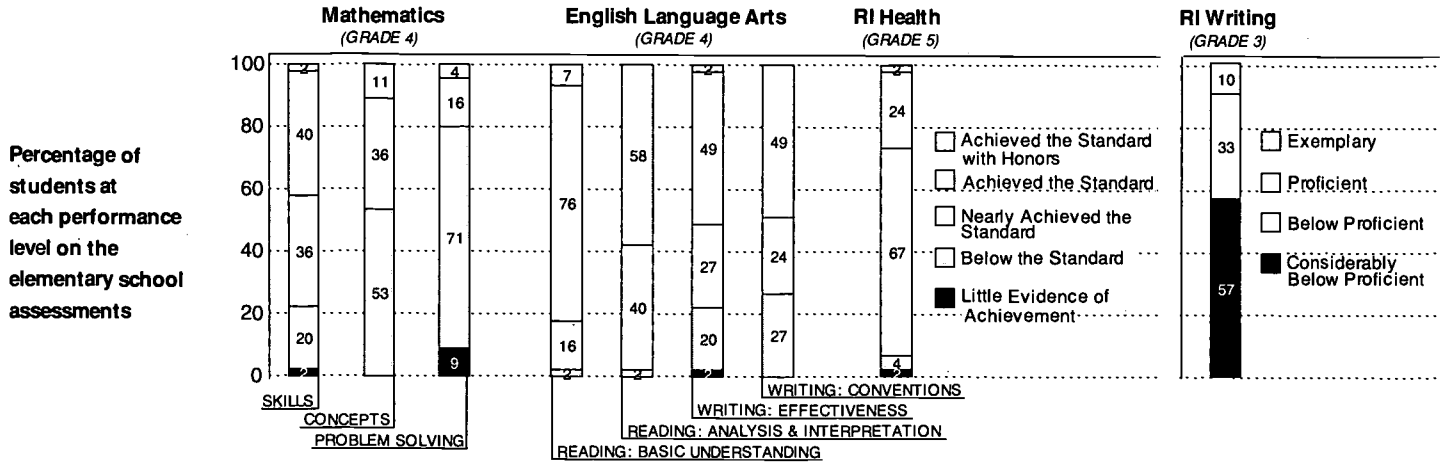 Mathematics
(GRADE 4)
English Language Arts
(GRADE 4)
RI Health
(GRADE 5)
RI Writing
(GRADE 3)
Percentage of
students at
each performance
level on the
elementary school
assessments
100
80
60
40
20
0
2
40
36
20
2
11
36
53
4
16
71
9
7
76
16
2
58
40
2
2
49
27
20
2
49
24
27
2
24
67
4
2
Achieved the Standard
with Honors
Achieved the Standard
Nearly Achieved the
Standard
Below the Standard
Little Evidence of
Achievement
10
33
57
Exemplary
Proficient
Below Proficient
Considerably
Below Proficient
SKILLS
CONCEPTS
PROBLEM SOLVING
WRITING: CONVENTIONS
WRITING: EFFECTIVENESS
READING: ANALYSIS & INTERPRETATION
READING: BASIC UNDERSTANDING